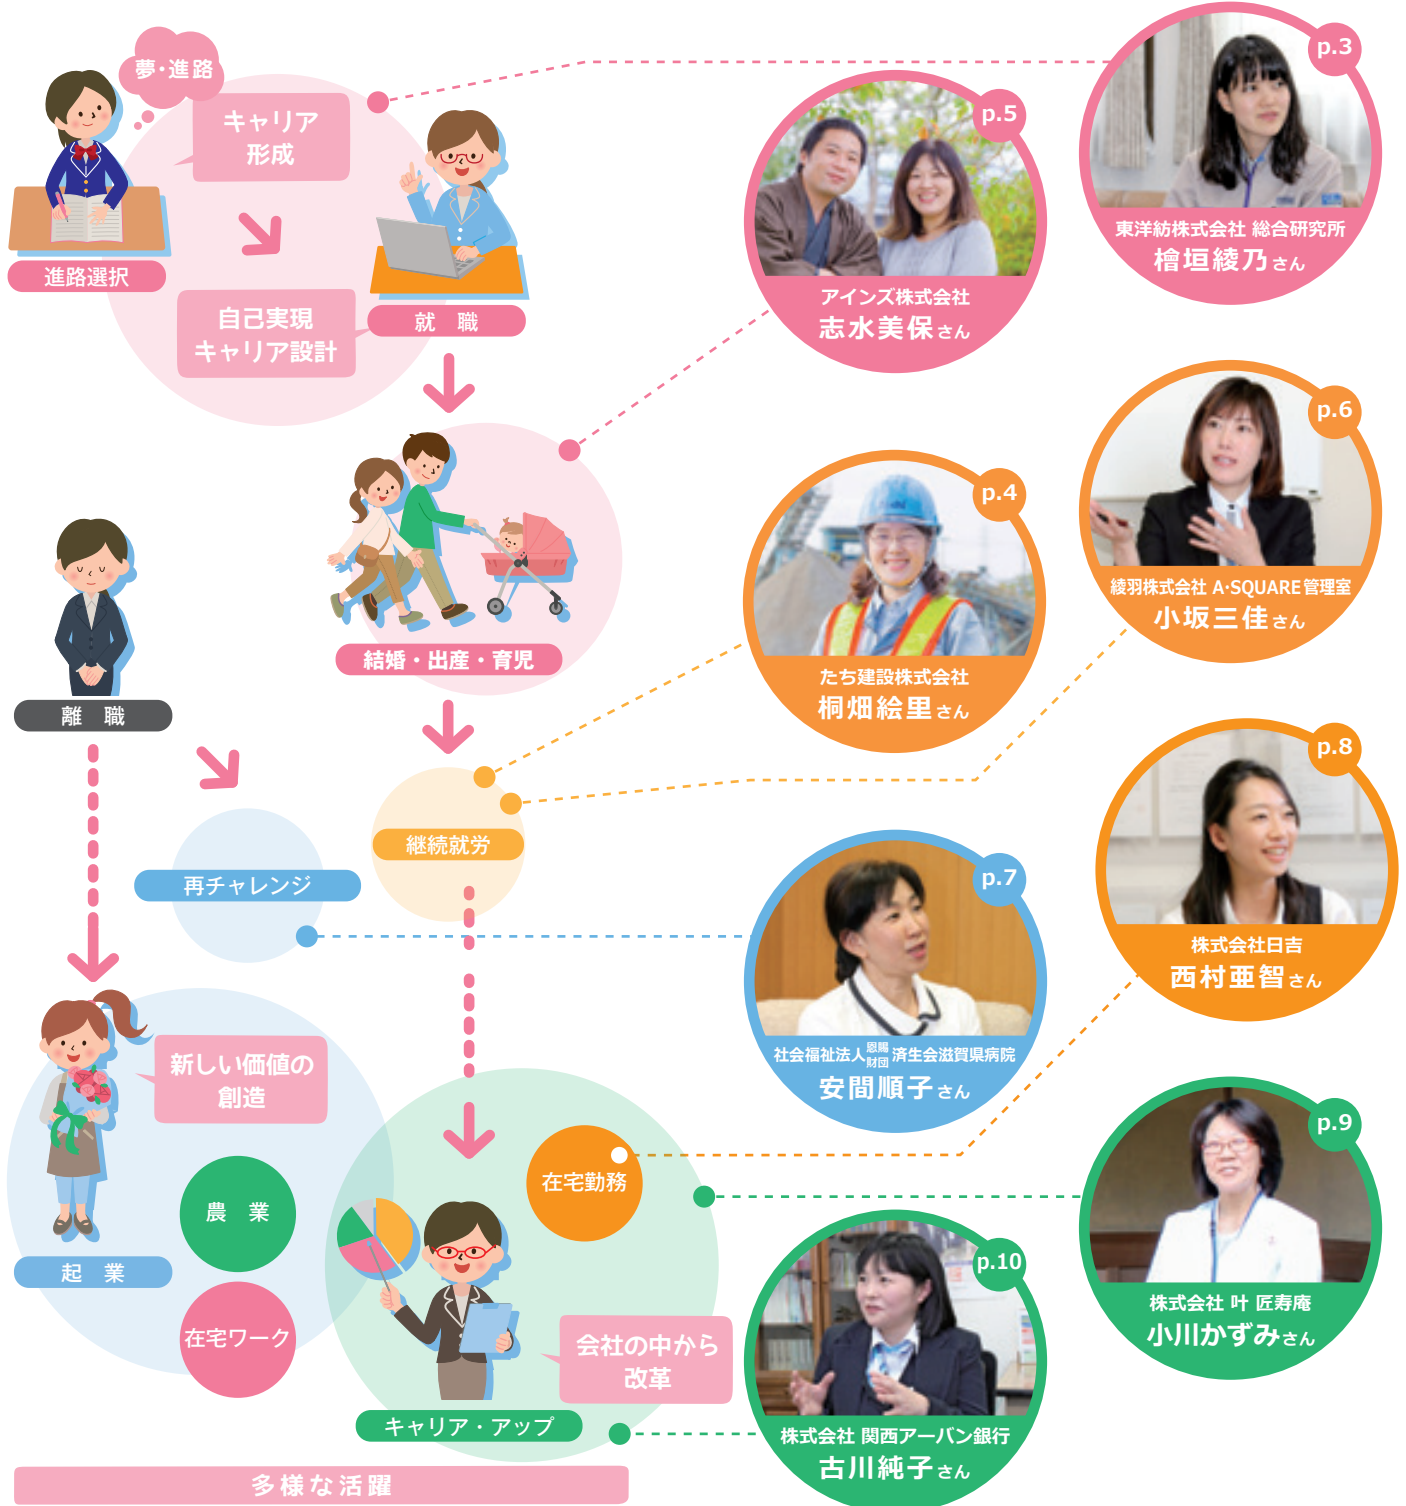 夢・進路
キャリア
形成
進路選択
自己実現
キャリア設計
就　職
結婚・出産・育児
離　職
再チャレンジ
継続就労
新しい価値の
創造
農　業
在宅ワーク
起　業
在宅勤務
会社の中から
改革
キャリア・アップ
多様な活躍
p.3
東洋紡株式会社 総合研究所
檜垣綾乃さん
p.5
アインズ株式会社
志水美保さん
p.6
綾羽株式会社 A・SQUARE管理室
小坂三佳さん
p.4
たち建設株式会社
桐畑絵里さん
p.8
株式会社日吉
西村亜智さん
p.7
社会福祉法人恩賜財団済生会滋賀県病院
安間順子さん
p.9
株式会社 叶 匠寿庵
小川かずみさん
p.10
株式会社 関西アーバン銀行
古川純子さん